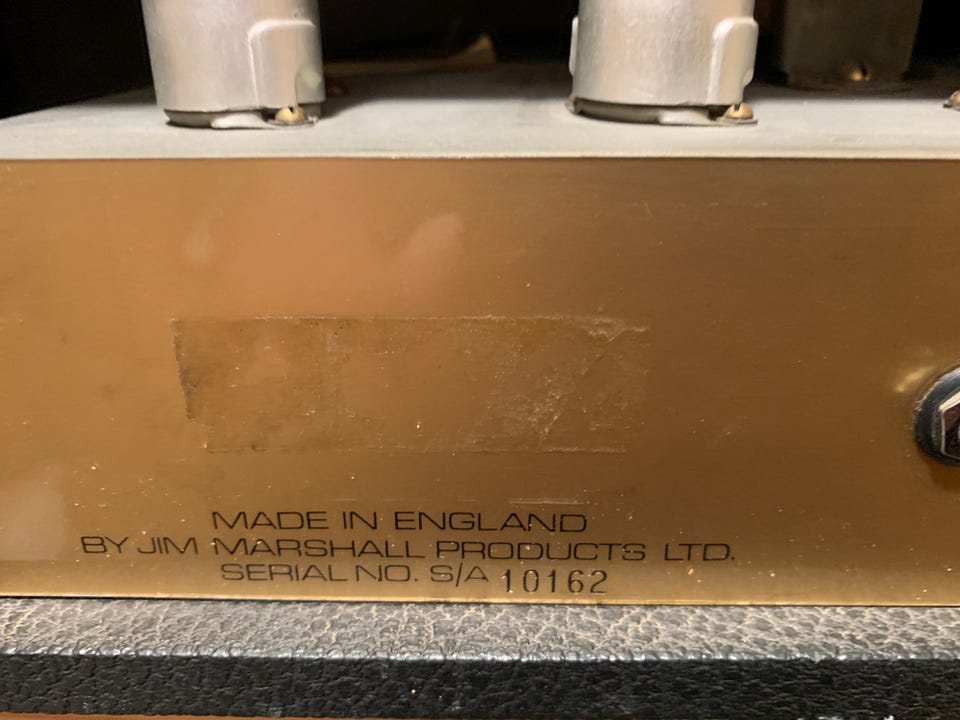 MADE IN ENGLAND
BY JIM MARSHALL PRODUCTS LTD.
SERIAL NO. S/A 10162